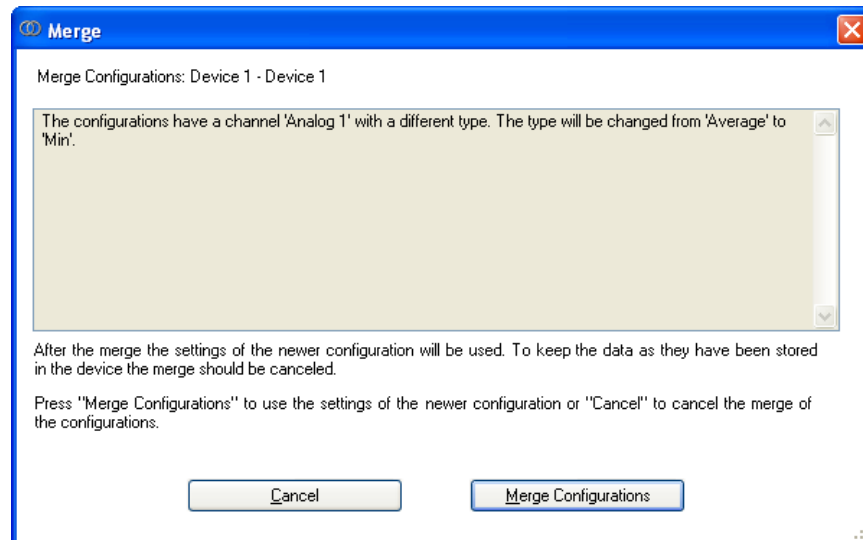 Merge
Merge Configurations: Device 1 - Device 1
The configurations have a channel 'Analog 1' with a different type. The type will be changed from 'Average' to
'Min'.
After the merge the settings of the newer configuration will be used. To keep the data as they have been stored
in the device the merge should be canceled.
Press "Merge Configurations" to use the settings of the newer configuration or "Cancel" to cancel the merge of
the configurations.
Cancel
Merge Configurations